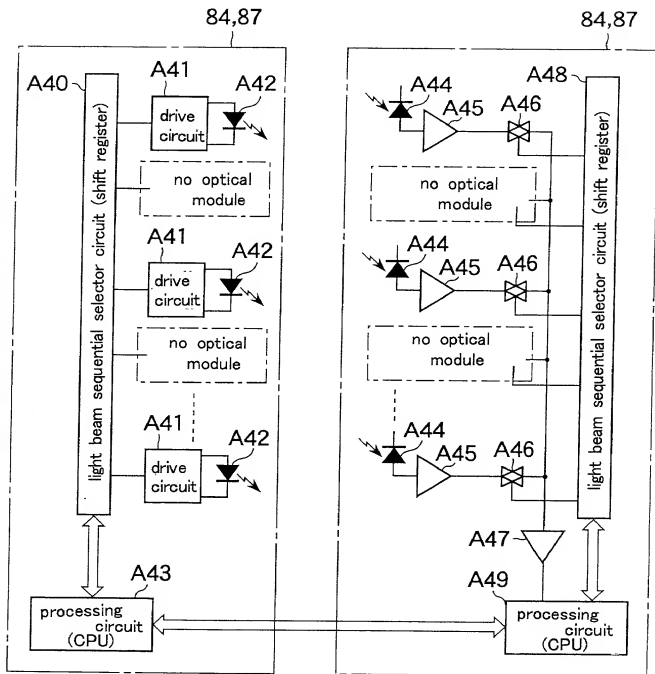 84,87
A40
light beam sequential selector circuit (shift register)
A41
A42
drive
circuit
no optical
module
A41
A42
drive
circuit
no optical
module
A41
A42
drive
circuit
A43
processing
circuit
(CPU)
84,87
A44
A45
A46
A48
light beam sequential selector circuit (shift register)
no optical
module
A44
A45
A46
no optical
module
A44
A45
A46
A47
A49
processing
circuit
(CPU)